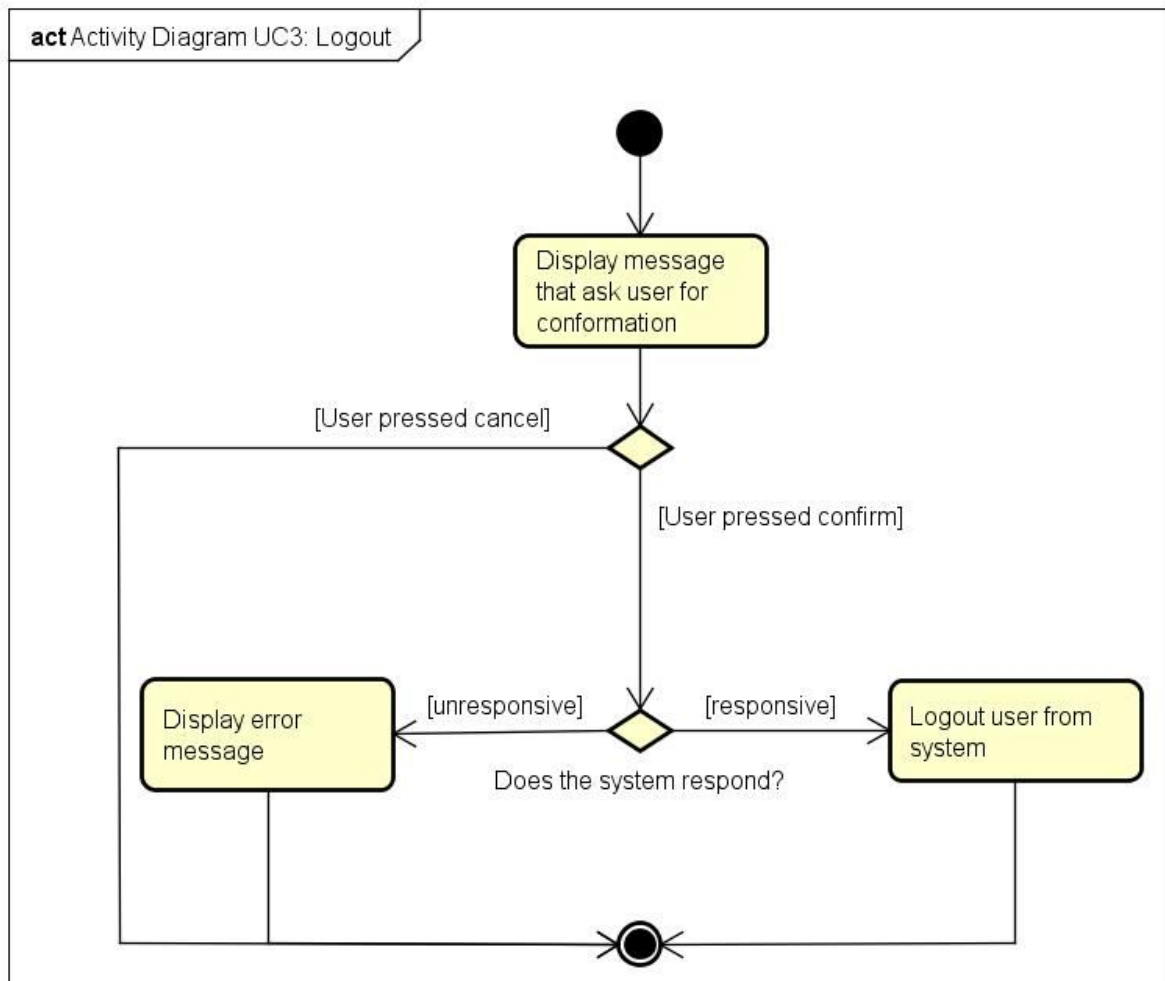 act Activity Diagram UC3: Logout
Display message
that ask user for
conformation
[User pressed cancel]
[User pressed confirm]
Display error
message
[unresponsive]
[responsive]
Logout user from
system
Does the system respond?